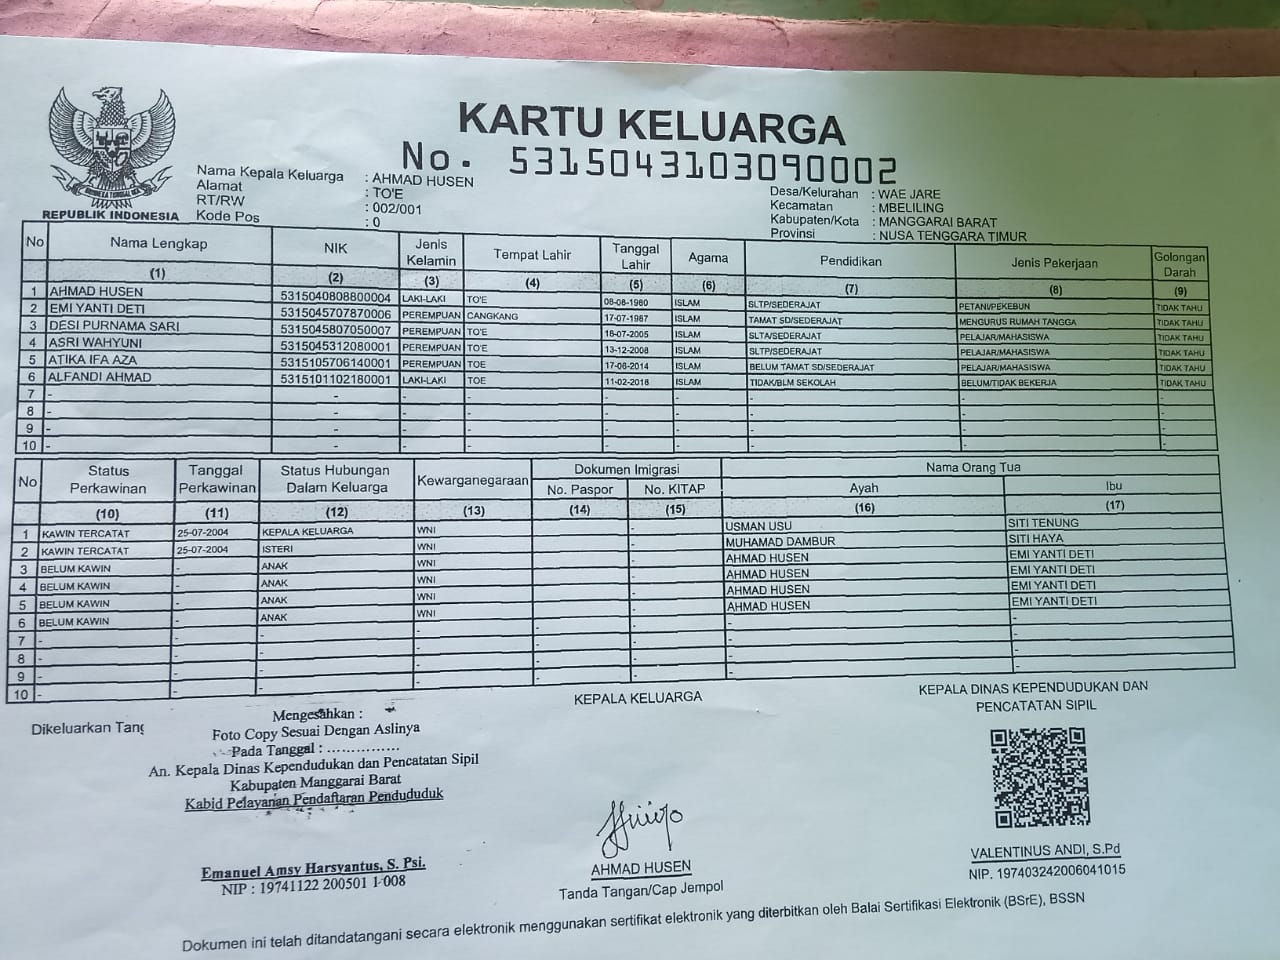 KARTU KELUARGA
No. 5315043103090002
REPUBLIK INDONESIA
Nama Kepala Keluarga : AHMAD HUSEN
Alamat : TO'E
RT/RW : 002/001
Kode Pos : 0
Desa/Kelurahan : WAE JARE
Kecamatan : MBELILING
Kabupaten/Kota : MANGGARAI BARAT
Provinsi : NUSA TENGGARA TIMUR
No Nama Lengkap NIK Jenis Kelamin Tempat Lahir Tanggal Lahir Agama Pendidikan Jenis Pekerjaan Golongan Darah
(1) (2) (3) (4) (5) (6) (7) (8) (9)
1 AHMAD HUSEN 5315040808800004 LAKI-LAKI TO'E 08-08-1980 ISLAM SLTP/SEDERAJAT PETANI/PEKEBUN TIDAK TAHU
2 EMI YANTI DETI 5315045707870006 PEREMPUAN CANGKANG 17-07-1987 ISLAM TAMAT SD/SEDERAJAT MENGURUS RUMAH TANGGA TIDAK TAHU
3 DESI PURNAMA SARI 5315045807050007 PEREMPUAN TO'E 18-07-2005 ISLAM SLTA/SEDERAJAT PELAJAR/MAHASISWA TIDAK TAHU
4 ASRI WAHYUNI 5315045312080001 PEREMPUAN TO'E 13-12-2008 ISLAM SLTP/SEDERAJAT PELAJAR/MAHASISWA TIDAK TAHU
5 ATIKA IFA AZA 5315105706140001 PEREMPUAN TOE 17-06-2014 ISLAM BELUM TAMAT SD/SEDERAJAT PELAJAR/MAHASISWA TIDAK TAHU
6 ALFANDI AHMAD 5315101102180001 LAKI-LAKI TOE 11-02-2018 ISLAM TIDAK/BLM SEKOLAH BELUM/TIDAK BEKERJA TIDAK TAHU
7 - - - - - - - - -
8 - - - - - - - - -
9 - - - - - - - - -
10 - - - - - - - - -
No Status Perkawinan Tanggal Perkawinan Status Hubungan Dalam Keluarga Kewarganegaraan Dokumen Imigrasi Nama Orang Tua
No. Paspor No. KITAP Ayah Ibu
(10) (11) (12) (13) (14) (15) (16) (17)
1 KAWIN TERCATAT 25-07-2004 KEPALA KELUARGA WNI - USMAN USU SITI TENUNG
2 KAWIN TERCATAT 25-07-2004 ISTERI WNI - MUHAMAD DAMBUR SITI HAYA
3 BELUM KAWIN - ANAK WNI - AHMAD HUSEN EMI YANTI DETI
4 BELUM KAWIN - ANAK WNI - AHMAD HUSEN EMI YANTI DETI
5 BELUM KAWIN - ANAK WNI - AHMAD HUSEN EMI YANTI DETI
6 BELUM KAWIN - ANAK WNI - AHMAD HUSEN EMI YANTI DETI
7 - - - - - - -
8 - - - - - - -
9 - - - - - - -
10 - - - - - - -
Dikeluarkan Tang
Mengesahkan :
Foto Copy Sesuai Dengan Aslinya
Pada Tanggal : ...............
An. Kepala Dinas Kependudukan dan Pencatatan Sipil
Kabupaten Manggarai Barat
Kabid Pelayanan Pendaftaran Pendududuk
Emanuel Amsy Harsyantus, S. Psi.
NIP : 19741122 200501 1 008
KEPALA KELUARGA
AHMAD HUSEN
Tanda Tangan/Cap Jempol
KEPALA DINAS KEPENDUDUKAN DAN
PENCATATAN SIPIL
VALENTINUS ANDI, S.Pd
NIP. 197403242006041015
Dokumen ini telah ditandatangani secara elektronik menggunakan sertifikat elektronik yang diterbitkan oleh Balai Sertifikasi Elektronik (BSrE), BSSN